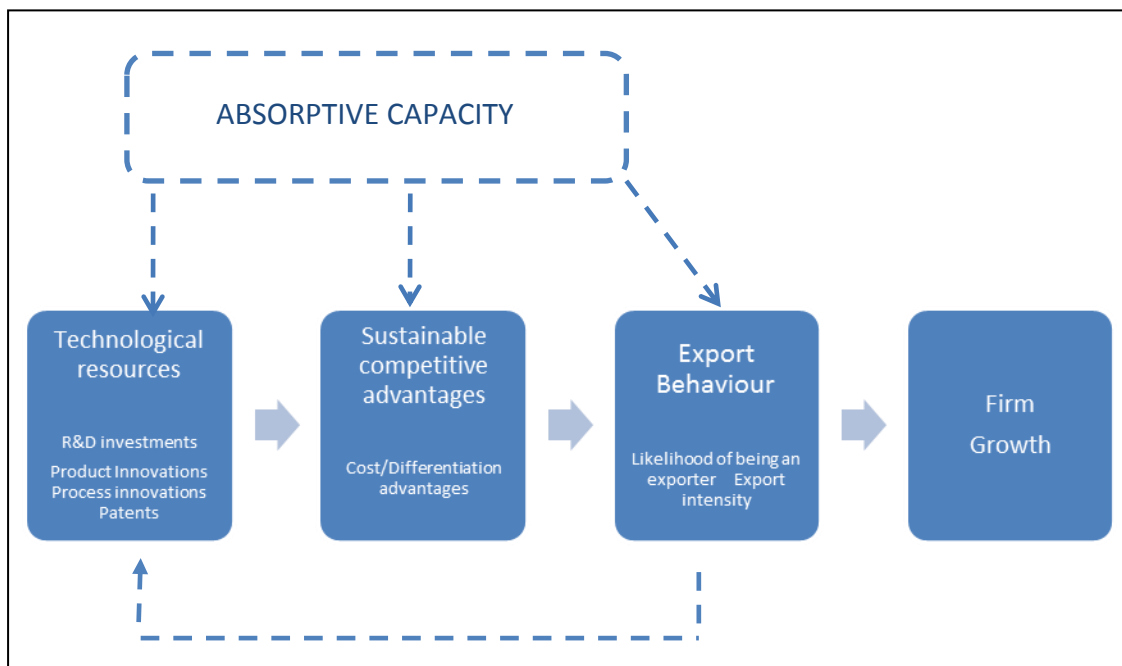 ABSORPTIVE CAPACITY
Technological
resources
R&D investments
Product Innovations
Process innovations
Patents
Sustainable
competitive
advantages
Cost/Differentiation
advantages
Export
Behaviour
Likelihood of being an
exporter Export
intensity
Firm
Growth